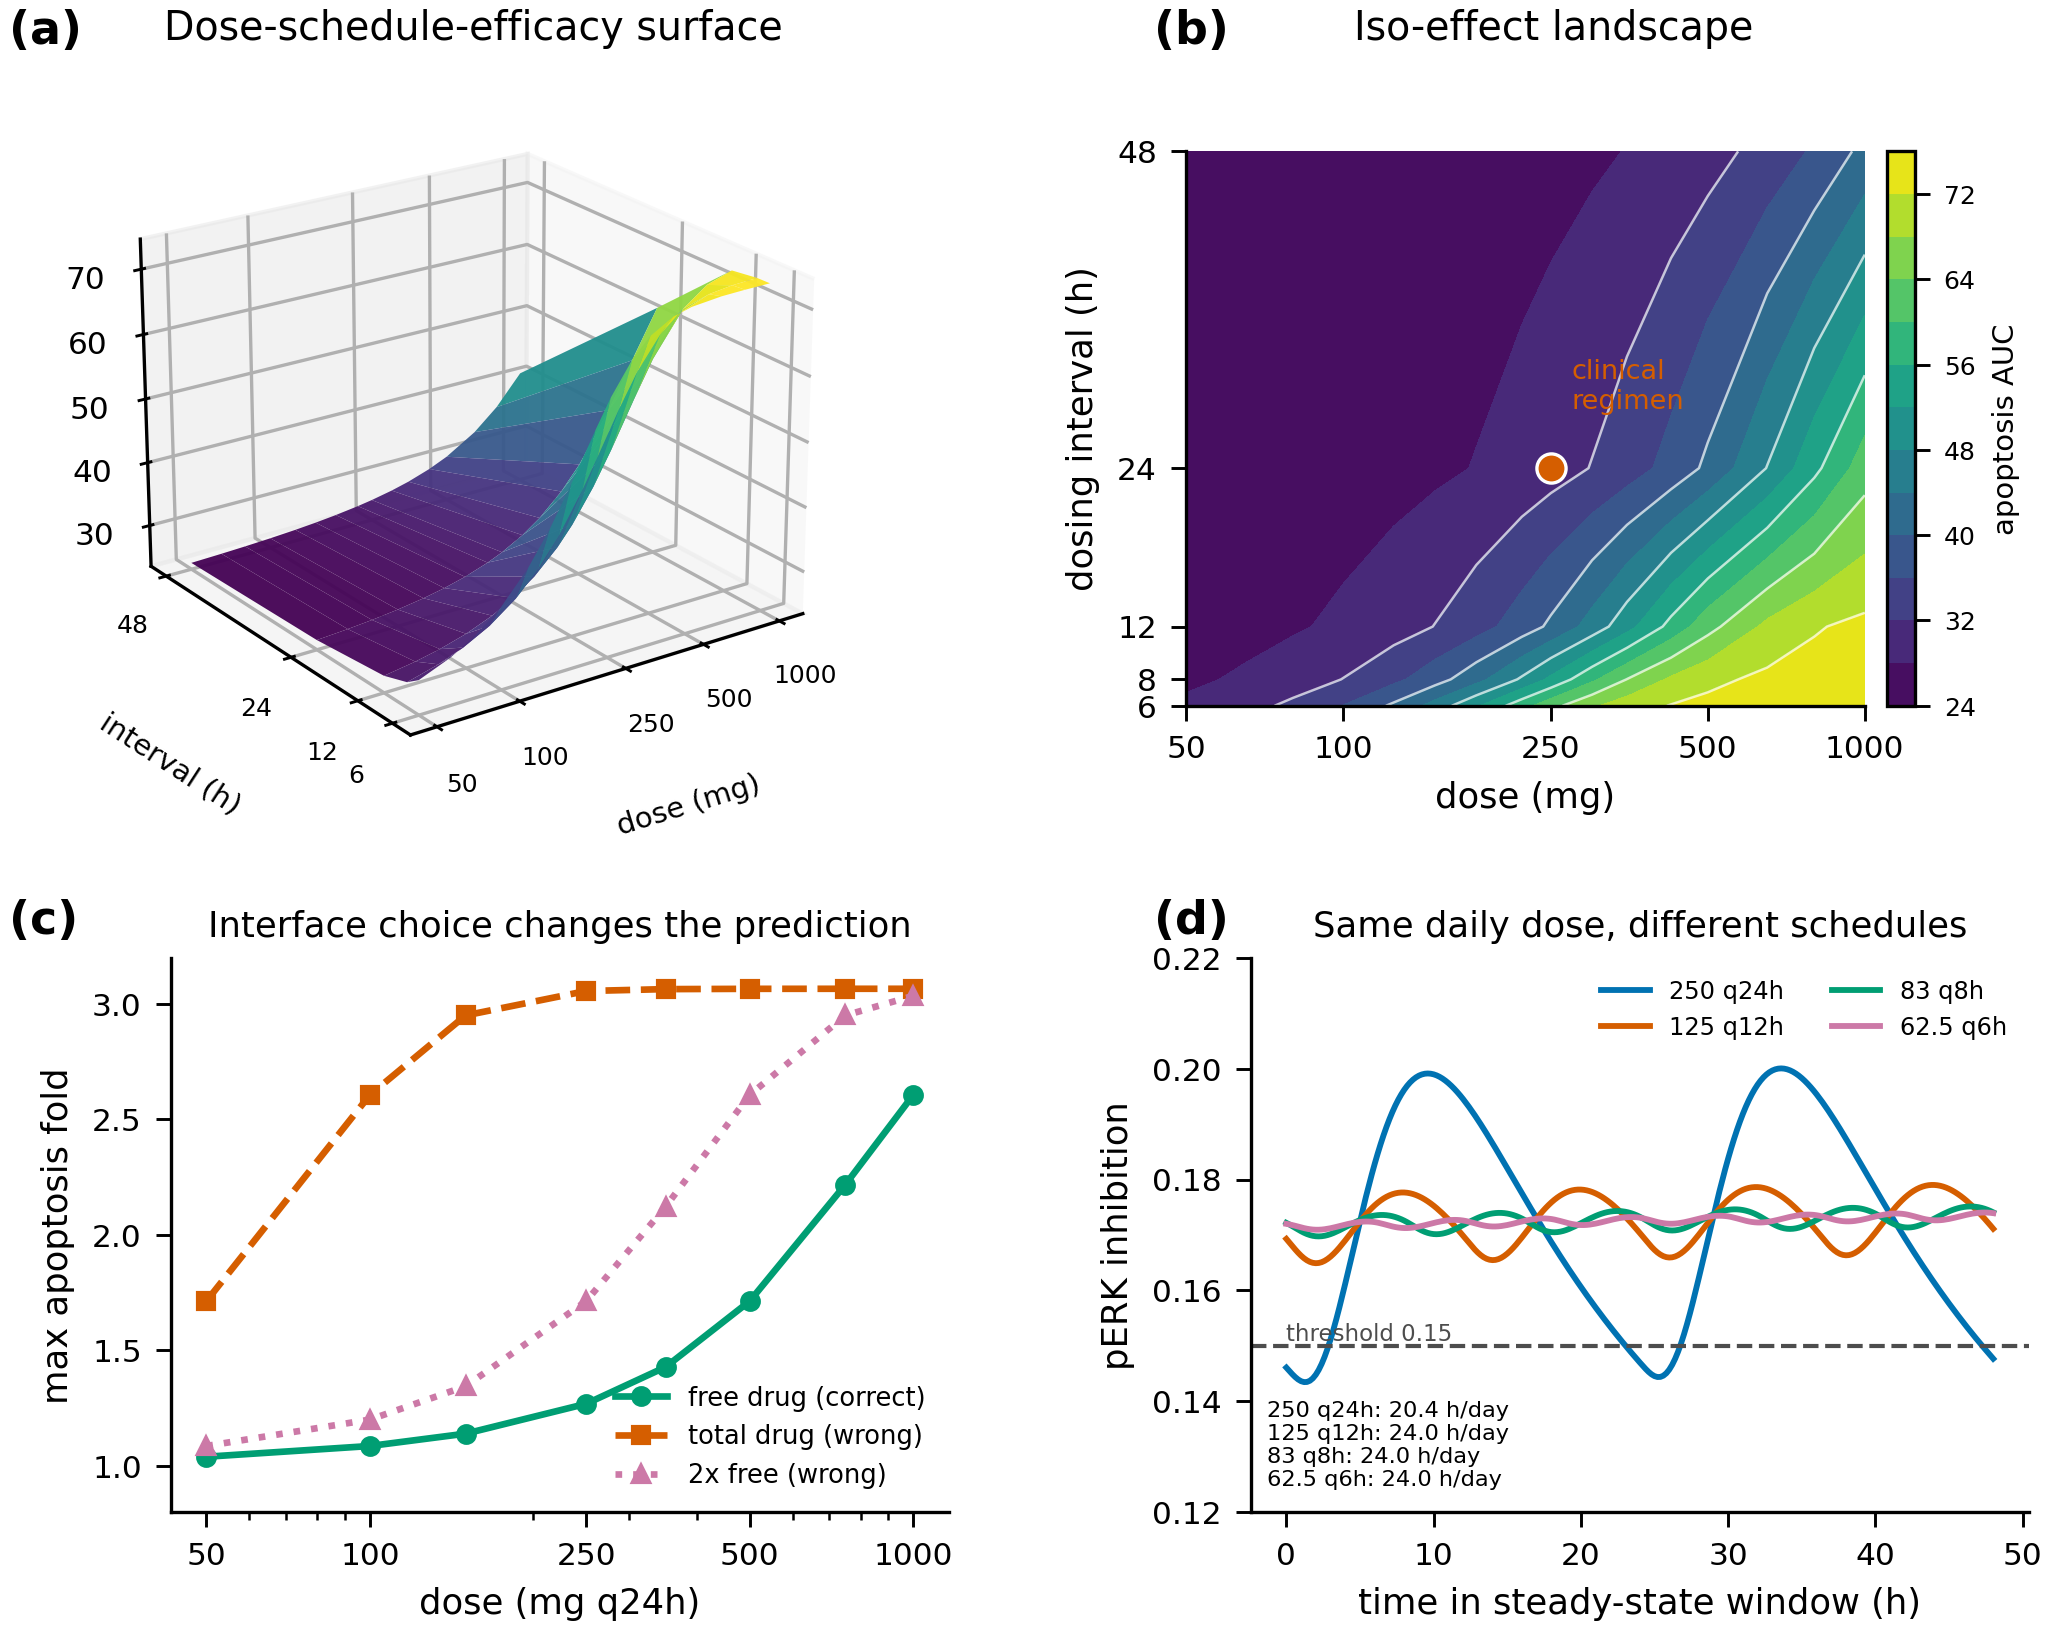 (a) Dose-schedule-efficacy surface
70
60
50
40
30
48
24
12
6
interval (h)
50
100
250
500
1000
dose (mg)
(b) Iso-effect landscape
48
24
12
8
6
dosing interval (h)
clinical
regimen
50 100 250 500 1000
dose (mg)
72
64
56
48
40
32
24
apoptosis AUC
(c) Interface choice changes the prediction
3.0
2.5
2.0
1.5
1.0
max apoptosis fold
free drug (correct)
total drug (wrong)
2x free (wrong)
50 100 250 500 1000
dose (mg q24h)
(d) Same daily dose, different schedules
0.22
0.20
0.18
0.16
0.14
0.12
pERK inhibition
250 q24h 83 q8h
125 q12h 62.5 q6h
threshold 0.15
250 q24h: 20.4 h/day
125 q12h: 24.0 h/day
83 q8h: 24.0 h/day
62.5 q6h: 24.0 h/day
0 10 20 30 40 50
time in steady-state window (h)